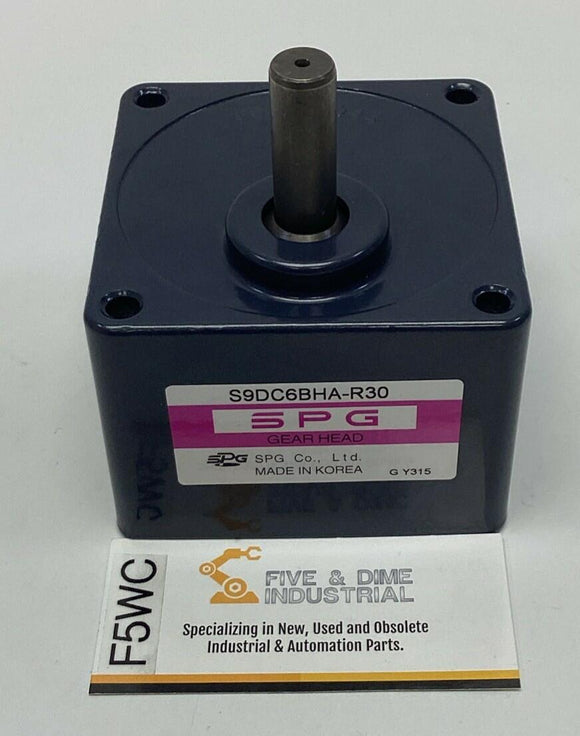 S9DC6BHA-R30
SPG
GEAR HEAD
SPG SPG Co., Ltd.
MADE IN KOREA G Y315
F5WC
FIVE & DIME
INDUSTRIAL
Specializing in New, Used and Obsolete
Industrial & Automation Parts.